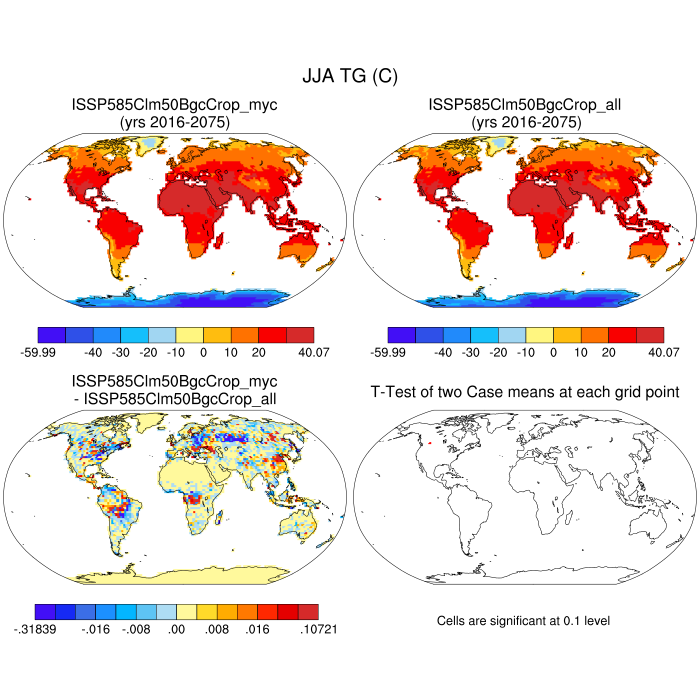 JJA TG (C)
ISSP585Clm50BgcCrop_myc
(yrs 2016-2075)
ISSP585Clm50BgcCrop_all
(yrs 2016-2075)
-59.99 -40 -30 -20 -10 0 10 20 40.07
-59.99 -40 -30 -20 -10 0 10 20 40.07
ISSP585Clm50BgcCrop_myc
- ISSP585Clm50BgcCrop_all
T-Test of two Case means at each grid point
-.31839 -.016 -.008 .00 .008 .016 .10721
Cells are significant at 0.1 level